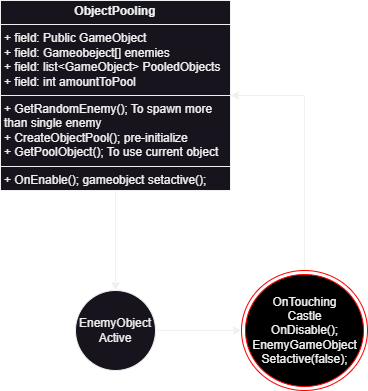 ObjectPooling
+ field: Public GameObject
+ field: Gameobeject[] enemies
+ field: list<GameObject> PooledObjects
+ field: int amountToPool
+ GetRandomEnemy(); To spawn more
than single enemy
+ CreateObjectPool(); pre-initialize
+ GetPoolObject(); To use current object
+ OnEnable(); gameobject setactive();
EnemyObject
Active
OnTouching
Castle
OnDisable();
EnemyGameObject
Setactive(false);